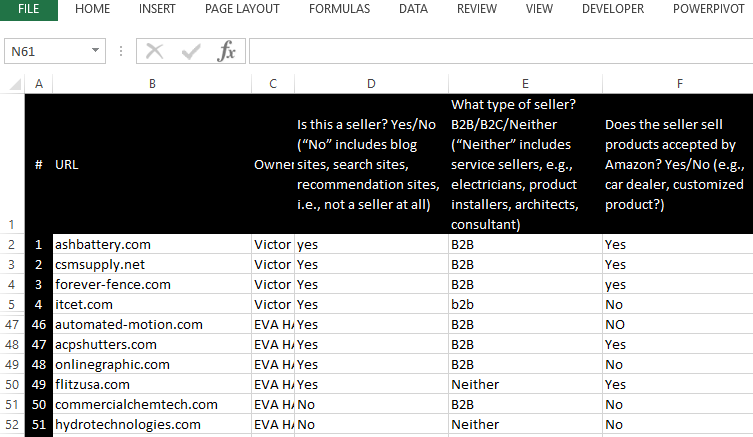 FILE HOME INSERT PAGE LAYOUT FORMULAS DATA REVIEW VIEW DEVELOPER POWERPIVOT
N61 fx
A B C D E F
1 # URL Owner Is this a seller? Yes/No (“No” includes blog sites, search sites, recommendation sites, i.e., not a seller at all) What type of seller? B2B/B2C/Neither (“Neither” includes service sellers, e.g., electricians, product installers, architects, consultant) Does the seller sell products accepted by Amazon? Yes/No (e.g., car dealer, customized product?)
2 1 ashbattery.com Victor yes B2B Yes
3 2 csmsupply.net Victor Yes B2B Yes
4 3 forever-fence.com Victor Yes B2B yes
5 4 itcet.com Victor Yes b2b No
47 46 automated-motion.com EVA HA Yes B2B NO
48 47 acpshutters.com EVA HA Yes B2B Yes
49 48 onlinegraphic.com EVA HA Yes B2B No
50 49 flitzusa.com EVA HA Yes Neither Yes
51 50 commercialchemtech.com EVA HA No B2B No
52 51 hydrotechnologies.com EVA HA No Neither No